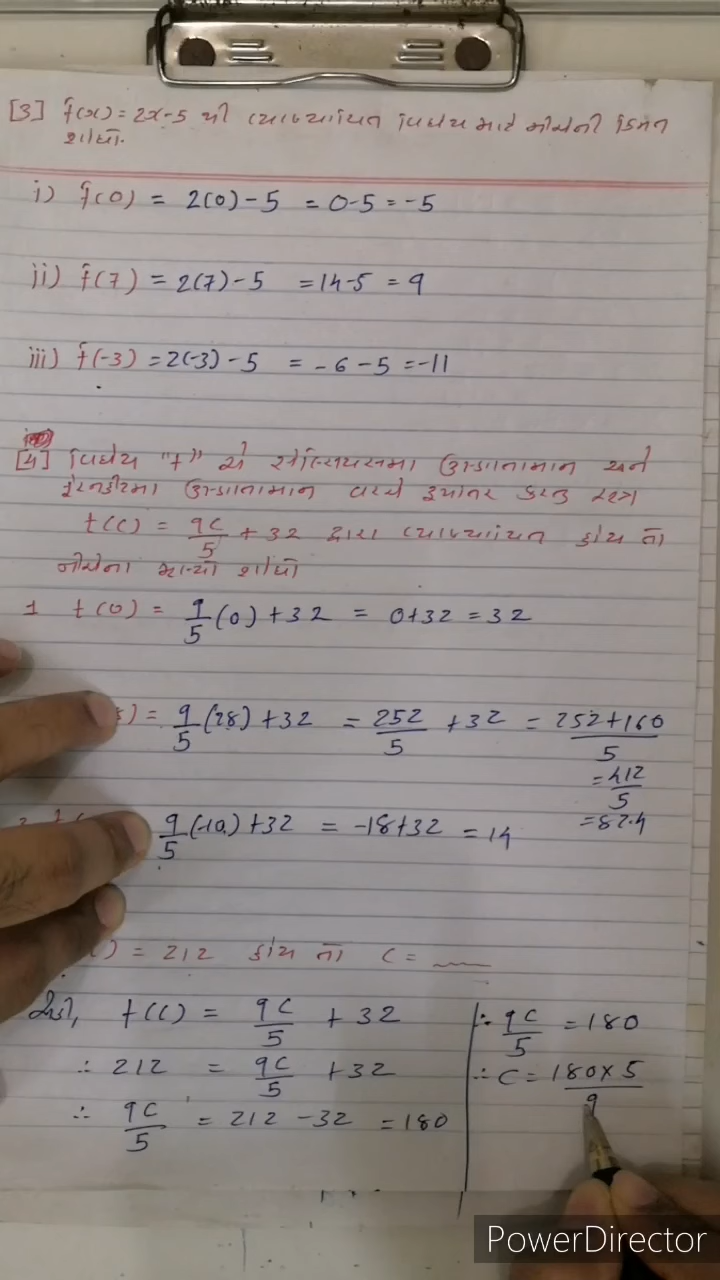 [3] f(x) = 2x-5 થી વ્યાખ્યાયિત વિધેય માટે નીચેની કિંમત
શોધો.
i) f(0) = 2(0)-5 = 0-5 = -5
ii) f(7) = 2(7)-5 = 14-5 = 9
iii) f(-3) = 2(-3)-5 = -6-5 = -11
[4] વિધેય "t" સેલ્સિયસમા ઉષ્ણતામાન અને
ફેરનહીટમા ઉષ્ણતામાન વચ્ચે રૂપાંતર
t(C) = 9C/5 + 32 દ્વારા વ્યાખ્યાયિત હોય તો
નીચેના શોધો
1 t(0) = 9/5 (0) + 32 = 0+32 = 32
) = 9/5 (28) + 32 = 252/5 + 32 = 252+160/5
= 412/5
= 82.4
9/5 (-10) + 32 = -18+32 = 14
) = 212 હોય તો C = __
t(C) = 9C/5 + 32
∴ 212 = 9C/5 + 32
∴ 9C/5 = 212 - 32 = 180
∴ 9C/5 = 180
∴ C = 180×5/9
PowerDirector